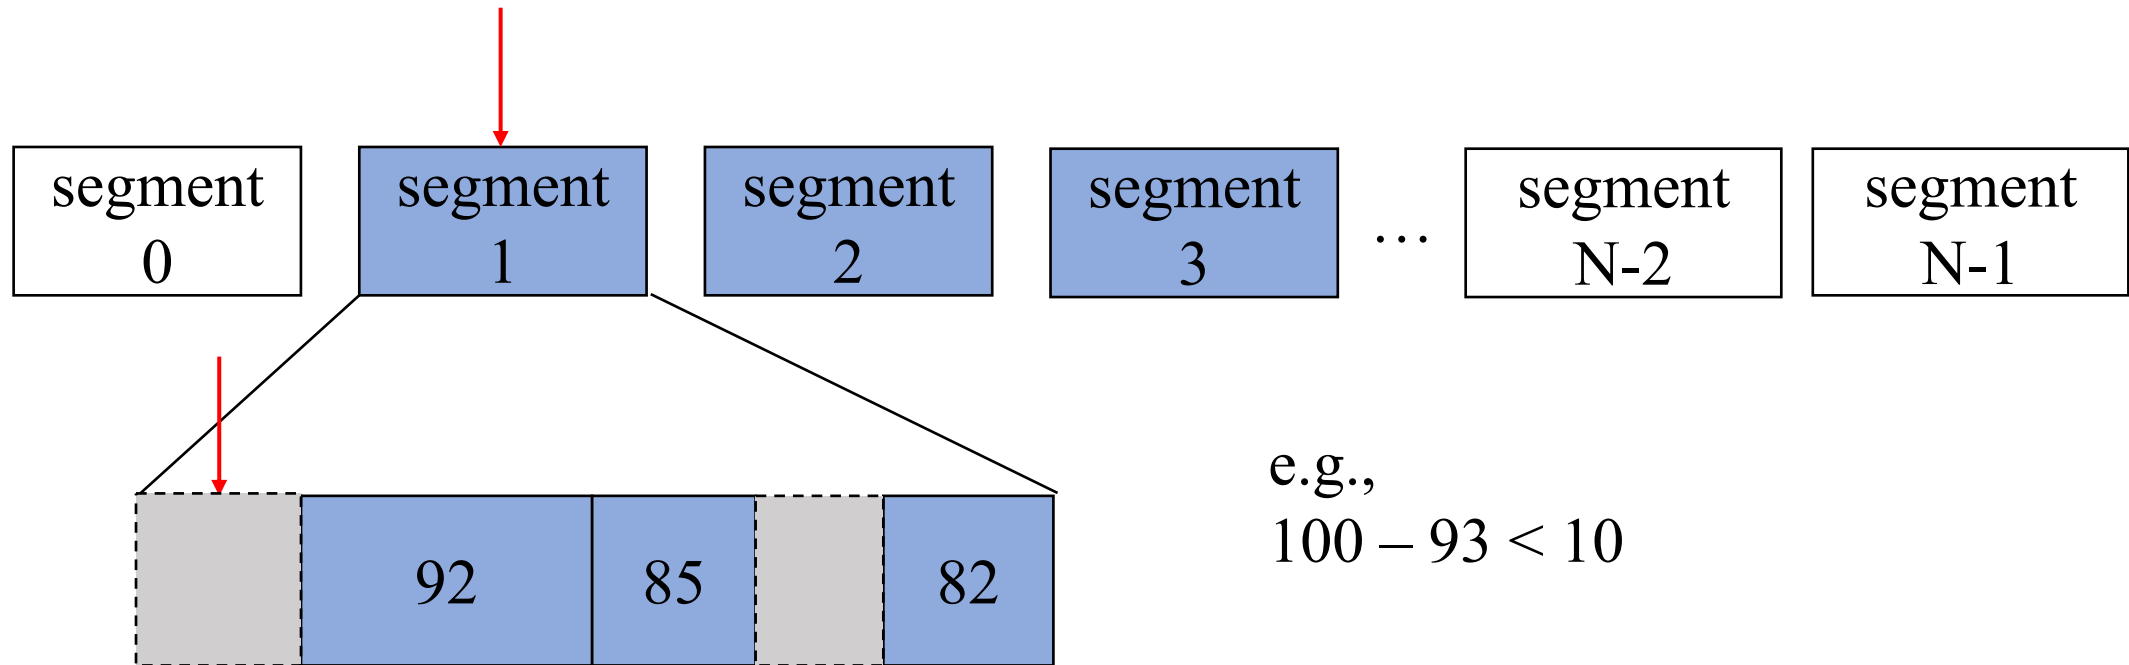 segment
0
segment
1
segment
2
segment
3
…
segment
N-2
segment
N-1
92
85
82
e.g.,
100 – 93 < 10